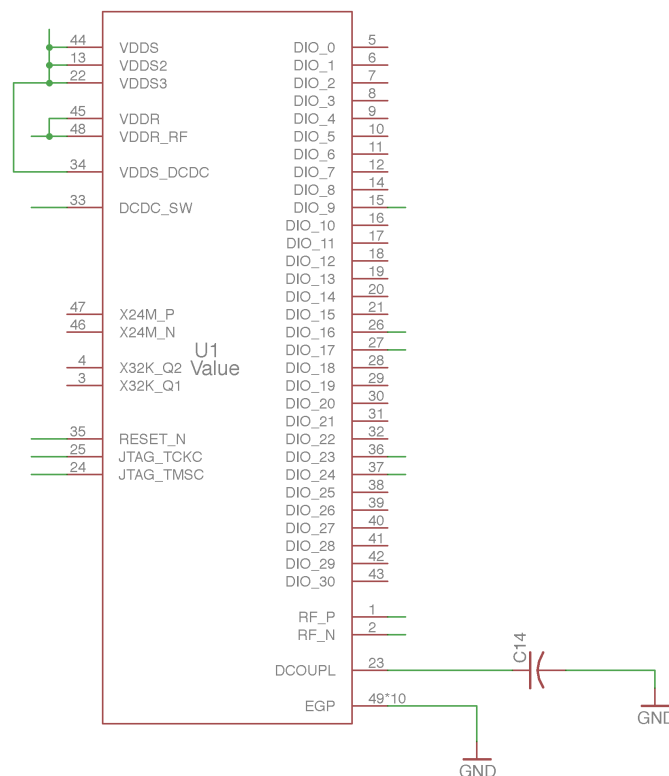 44 VDDS DIO_0 5
13 VDDS2 DIO_1 6
22 VDDS3 DIO_2 7
DIO_3 8
45 VDDR DIO_4 9
48 VDDR_RF DIO_5 10
DIO_6 11
34 VDDS_DCDC DIO_7 12
DIO_8 14
33 DCDC_SW DIO_9 15
DIO_10 16
DIO_11 17
DIO_12 18
DIO_13 19
DIO_14 20
47 X24M_P DIO_15 21
46 X24M_N DIO_16 26
U1 DIO_17 27
4 X32K_Q2 Value DIO_18 28
3 X32K_Q1 DIO_19 29
DIO_20 30
DIO_21 31
35 RESET_N DIO_22 32
25 JTAG_TCKC DIO_23 36
24 JTAG_TMSC DIO_24 37
DIO_25 38
DIO_26 39
DIO_27 40
DIO_28 41
DIO_29 42
DIO_30 43
RF_P 1
RF_N 2
DCOUPL 23 C14
EGP 49*10
GND
GND